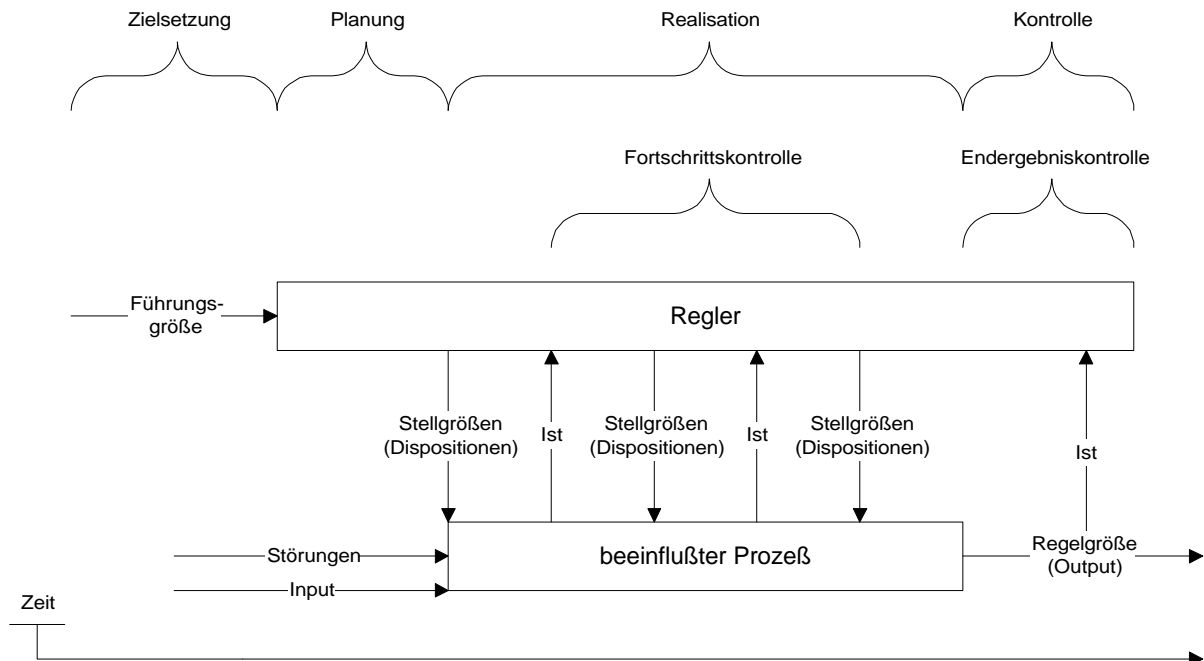 Zielsetzung
Planung
Realisation
Kontrolle
Fortschrittskontrolle
Endergebniskontrolle
Führungs-
größe
Regler
Stellgrößen
(Dispositionen)
Ist
Stellgrößen
(Dispositionen)
Ist
Stellgrößen
(Dispositionen)
Ist
Störungen
Input
beeinflußter Prozeß
Regelgröße
(Output)
Zeit